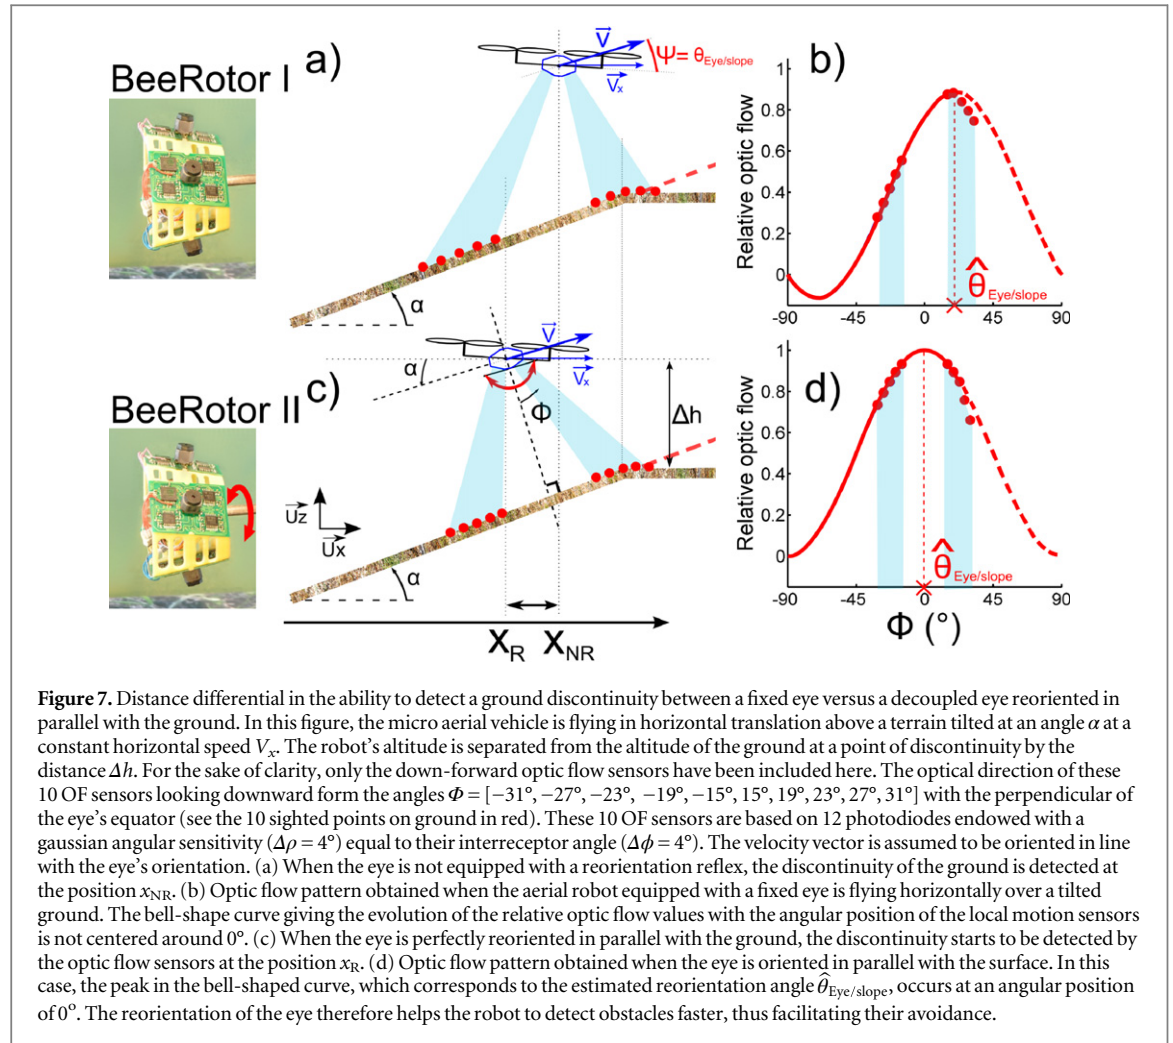 BeeRotor I
a)
V
Ψ= θEye/slope
Vx
α
b)
Relative optic flow
1
0.8
0.6
0.4
0.2
0
θ̂Eye/slope
-90 -45 0 45 90
BeeRotor II
c)
V
Vx
α
Φ
Δh
Uz
Ux
α
XR XNR
d)
Relative optic flow
1
0.8
0.6
0.4
0.2
0
θ̂Eye/slope
-90 -45 0 45 90
Φ (°)
Figure 7. Distance differential in the ability to detect a ground discontinuity between a fixed eye versus a decoupled eye reoriented in
parallel with the ground. In this figure, the micro aerial vehicle is flying in horizontal translation above a terrain tilted at an angle α at a
constant horizontal speed Vx. The robot's altitude is separated from the altitude of the ground at a point of discontinuity by the
distance Δh. For the sake of clarity, only the down-forward optic flow sensors have been included here. The optical direction of these
10 OF sensors looking downward form the angles Φ = [−31°, −27°, −23°, −19°, −15°, 15°, 19°, 23°, 27°, 31°] with the perpendicular of
the eye's equator (see the 10 sighted points on ground in red). These 10 OF sensors are based on 12 photodiodes endowed with a
gaussian angular sensitivity (Δρ = 4°) equal to their interreceptor angle (Δϕ = 4°). The velocity vector is assumed to be oriented in line
with the eye's orientation. (a) When the eye is not equipped with a reorientation reflex, the discontinuity of the ground is detected at
the position xNR. (b) Optic flow pattern obtained when the aerial robot equipped with a fixed eye is flying horizontally over a tilted
ground. The bell-shape curve giving the evolution of the relative optic flow values with the angular position of the local motion sensors
is not centered around 0°. (c) When the eye is perfectly reoriented in parallel with the ground, the discontinuity starts to be detected by
the optic flow sensors at the position xR. (d) Optic flow pattern obtained when the eye is oriented in parallel with the surface. In this
case, the peak in the bell-shaped curve, which corresponds to the estimated reorientation angle θ̂Eye/slope, occurs at an angular position
of 0°. The reorientation of the eye therefore helps the robot to detect obstacles faster, thus facilitating their avoidance.